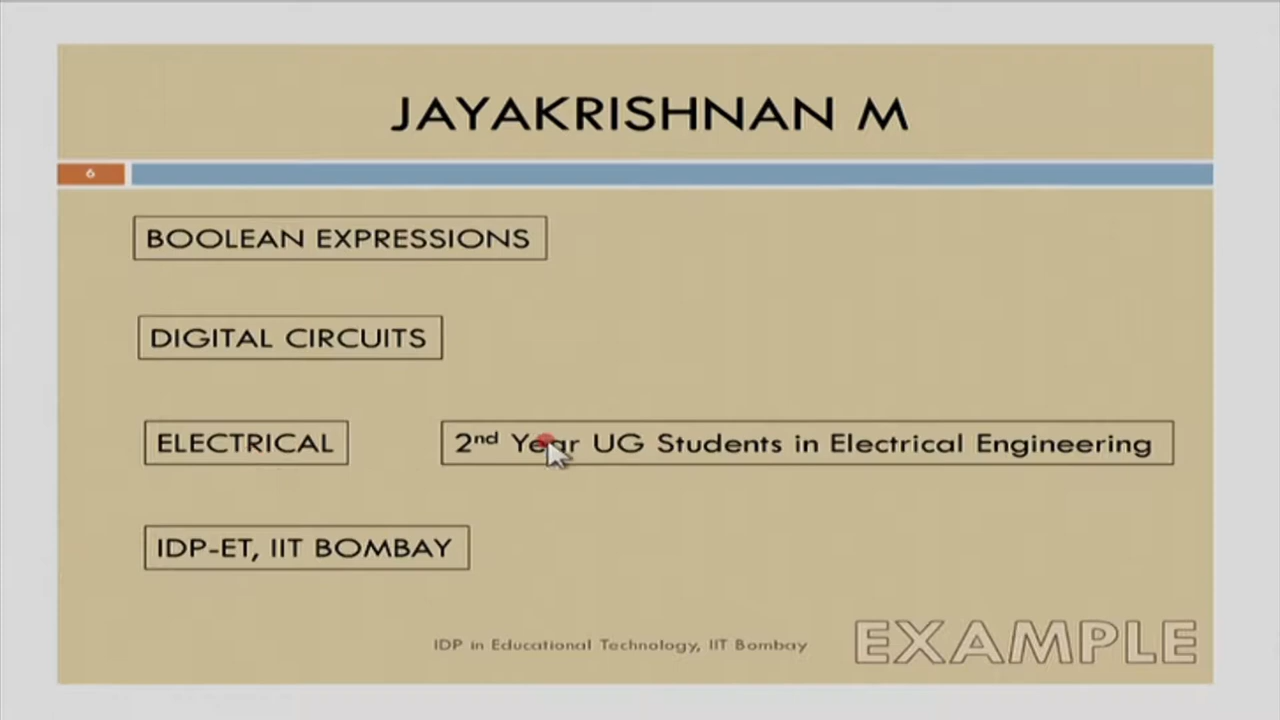 JAYAKRISHNAN M
6
BOOLEAN EXPRESSIONS
DIGITAL CIRCUITS
ELECTRICAL
2nd Year UG Students in Electrical Engineering
IDP-ET, IIT BOMBAY
IDP in Educational Technology, IIT Bombay
EXAMPLE